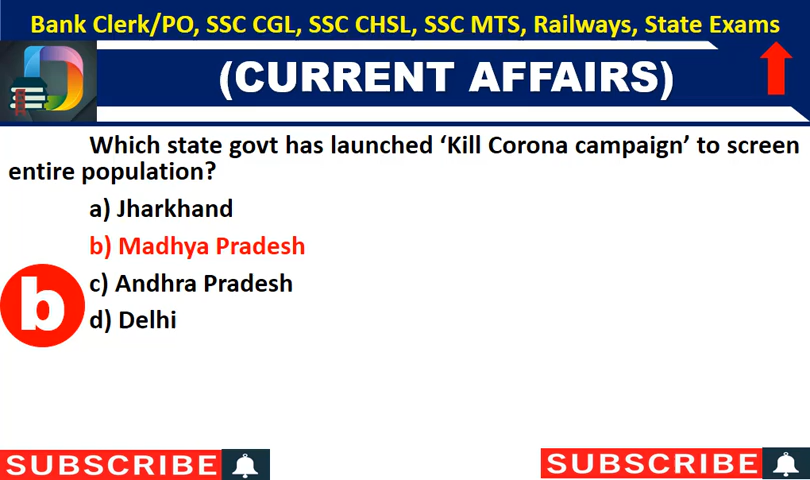 Bank Clerk/PO, SSC CGL, SSC CHSL, SSC MTS, Railways, State Exams
(CURRENT AFFAIRS)
Which state govt has launched ‘Kill Corona campaign’ to screen
entire population?
a) Jharkhand
b) Madhya Pradesh
c) Andhra Pradesh
b
d) Delhi
SUBSCRIBE
SUBSCRIBE